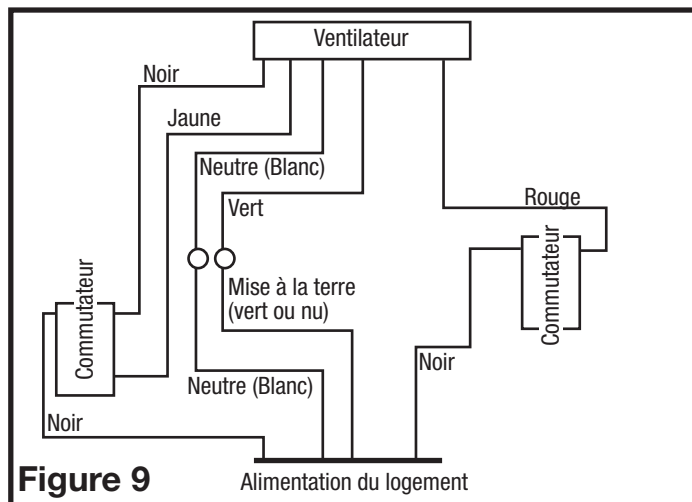 Ventilateur
Noir
Jaune
Neutre (Blanc)
Vert
Rouge
Commutateur
Mise à la terre
(vert ou nu)
Commutateur
Noir
Neutre (Blanc)
Noir
Figure 9
Alimentation du logement